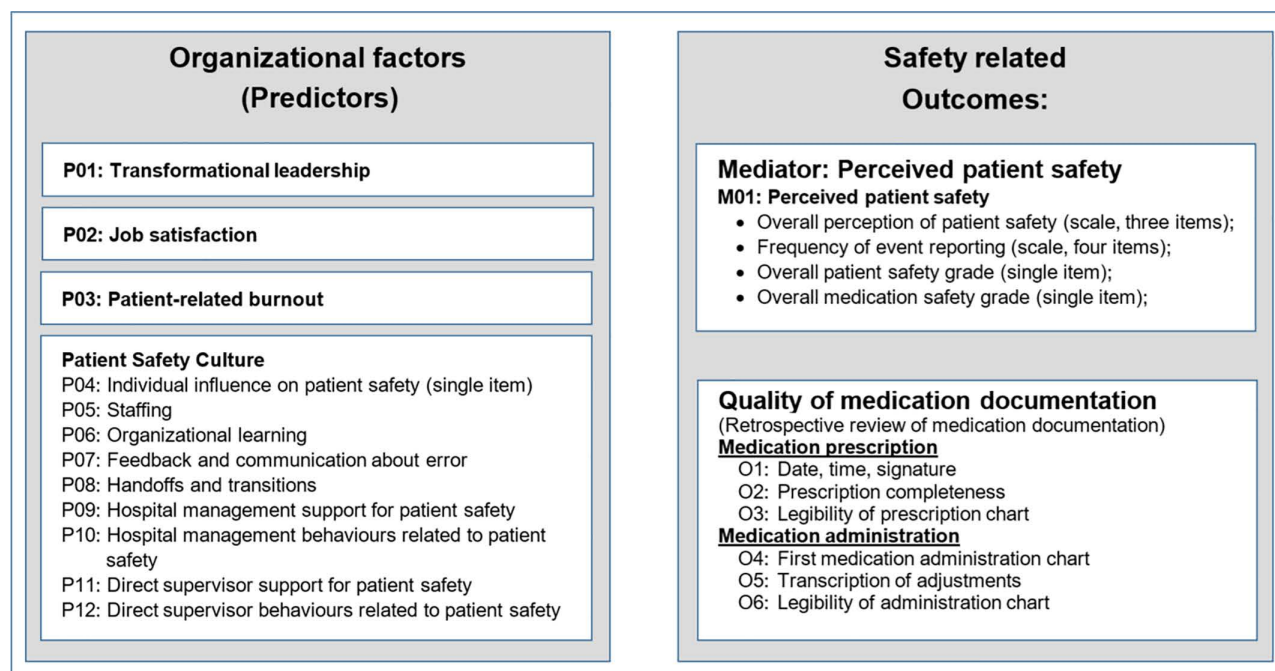 Organizational factors
(Predictors)
P01: Transformational leadership
P02: Job satisfaction
P03: Patient-related burnout
Patient Safety Culture
P04: Individual influence on patient safety (single item)
P05: Staffing
P06: Organizational learning
P07: Feedback and communication about error
P08: Handoffs and transitions
P09: Hospital management support for patient safety
P10: Hospital management behaviours related to patient
safety
P11: Direct supervisor support for patient safety
P12: Direct supervisor behaviours related to patient safety
Safety related
Outcomes:
Mediator: Perceived patient safety
M01: Perceived patient safety
• Overall perception of patient safety (scale, three items);
• Frequency of event reporting (scale, four items);
• Overall patient safety grade (single item);
• Overall medication safety grade (single item);
Quality of medication documentation
(Retrospective review of medication documentation)
Medication prescription
O1: Date, time, signature
O2: Prescription completeness
O3: Legibility of prescription chart
Medication administration
O4: First medication administration chart
O5: Transcription of adjustments
O6: Legibility of administration chart